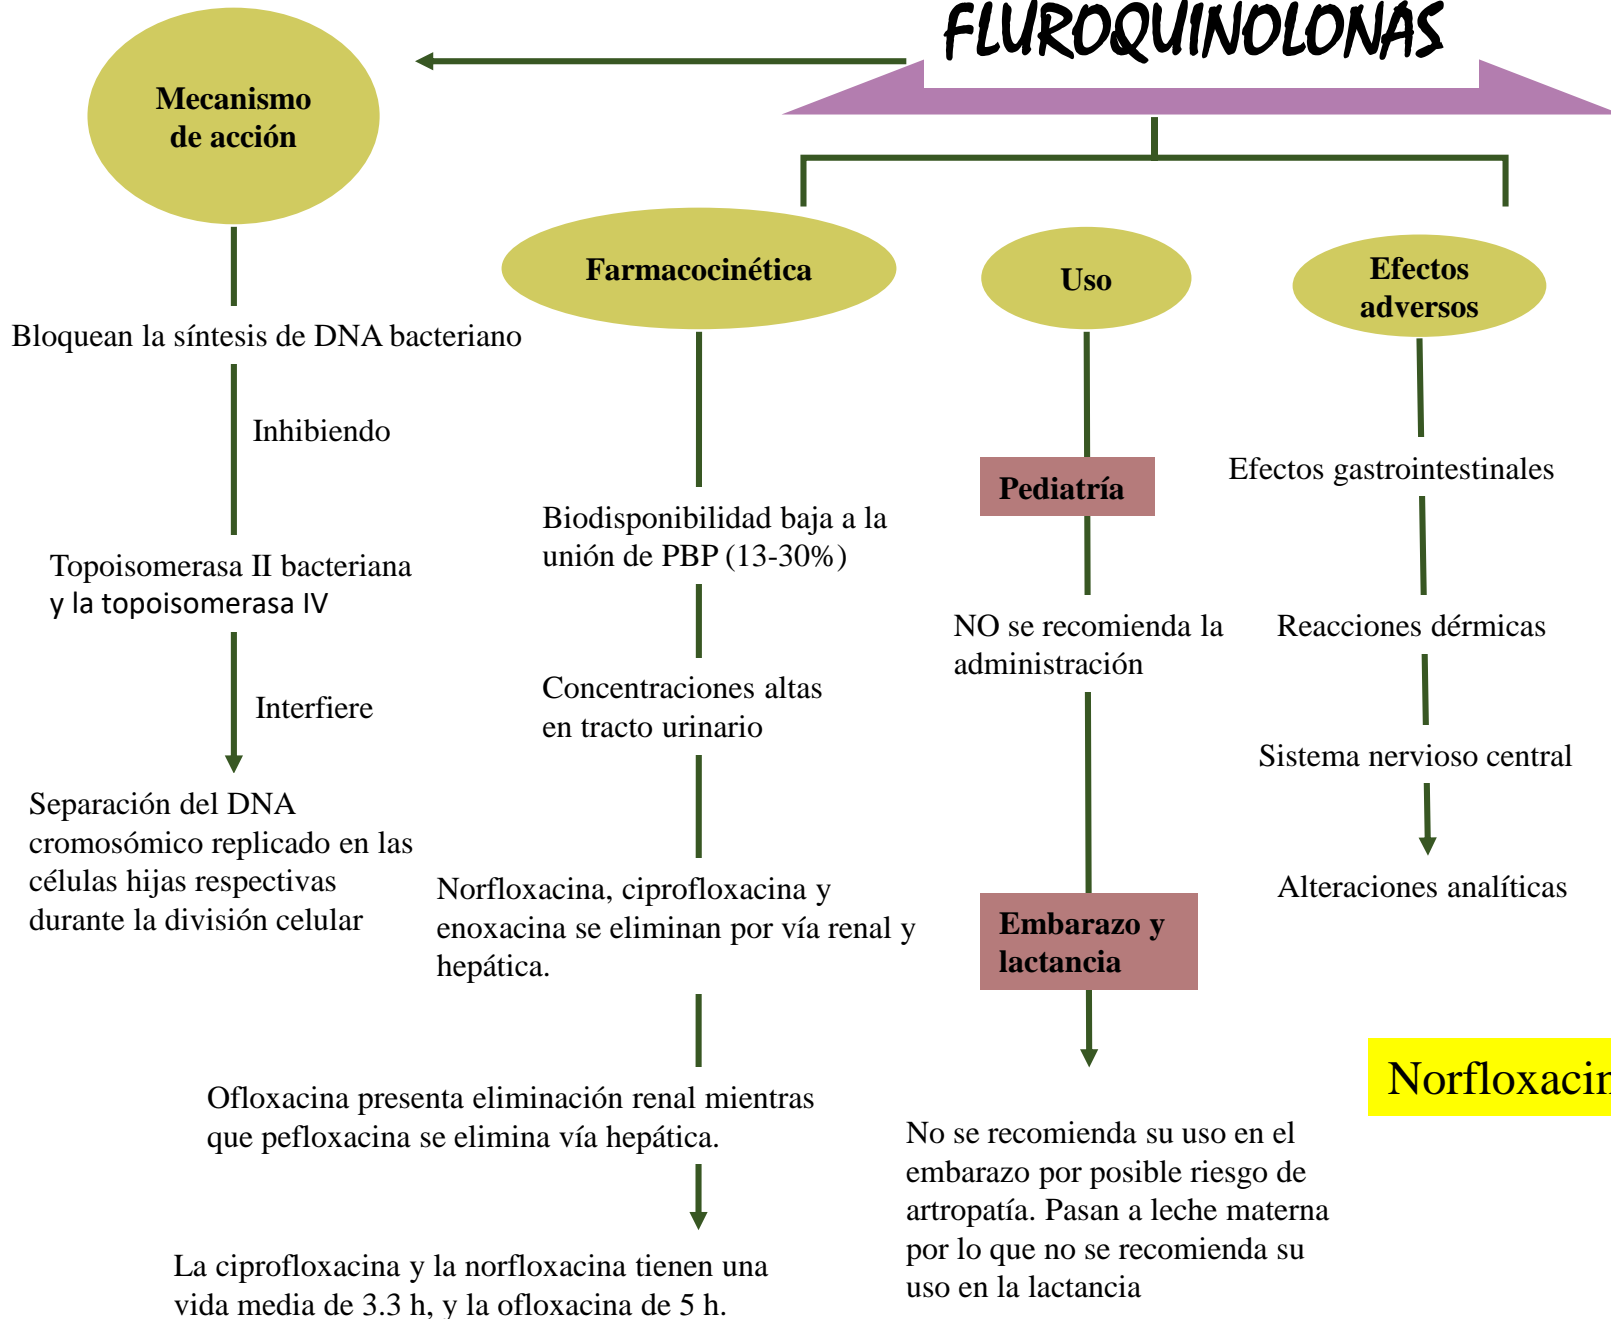 FLUROQUINOLONAS
Mecanismo
de acción
Bloquean la síntesis de DNA bacteriano
Inhibiendo
Topoisomerasa II bacteriana
y la topoisomerasa IV
Interfiere
Separación del DNA
cromosómico replicado en las
células hijas respectivas
durante la división celular
Farmacocinética
Biodisponibilidad baja a la
unión de PBP (13-30%)
Concentraciones altas
en tracto urinario
Norfloxacina, ciprofloxacina y
enoxacina se eliminan por vía renal y
hepática.
Ofloxacina presenta eliminación renal mientras
que pefloxacina se elimina vía hepática.
La ciprofloxacina y la norfloxacina tienen una
vida media de 3.3 h, y la ofloxacina de 5 h.
Uso
Pediatría
NO se recomienda la
administración
Embarazo y
lactancia
No se recomienda su uso en el
embarazo por posible riesgo de
artropatía. Pasan a leche materna
por lo que no se recomienda su
uso en la lactancia
Efectos
adversos
Efectos gastrointestinales
Reacciones dérmicas
Sistema nervioso central
Alteraciones analíticas
Norfloxacin